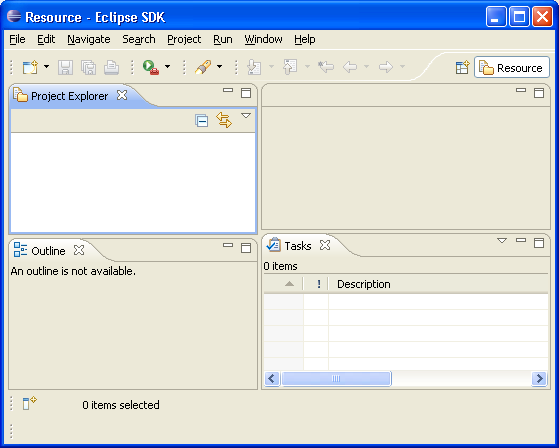 Resource - Eclipse SDK
File Edit Navigate Search Project Run Window Help
Resource
Project Explorer
Outline
An outline is not available.
Tasks
0 items
! Description
0 items selected